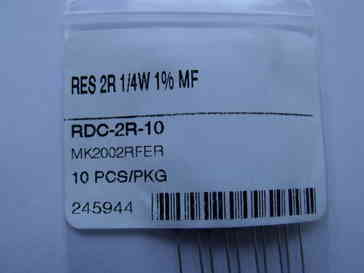 RES 2R 1/4W 1% MF
RDC-2R-10
MK2002RFER
10 PCS/PKG
245944